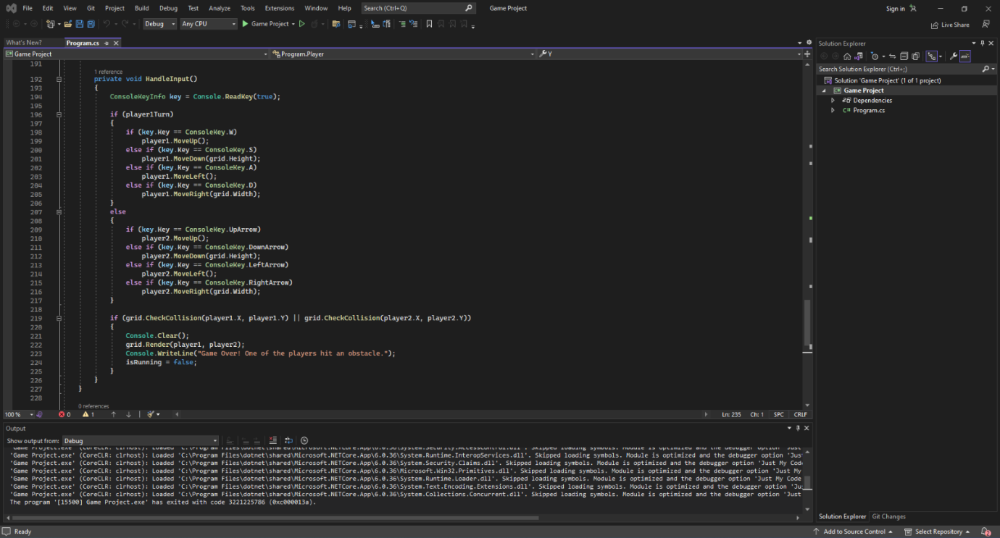 File Edit View Git Project Build Debug Test Analyze Tools Extensions Window Help Search (Ctrl+Q) Game Project Sign in
Debug Any CPU Game Project Live Share
What's New? Program.cs
Game Project Program.Player Y
191
1 reference
192 private void HandleInput()
193 {
194 ConsoleKeyInfo key = Console.ReadKey(true);
195
196 if (player1Turn)
197 {
198 if (key.Key == ConsoleKey.W)
199 player1.MoveUp();
200 else if (key.Key == ConsoleKey.S)
201 player1.MoveDown(grid.Height);
202 else if (key.Key == ConsoleKey.A)
203 player1.MoveLeft();
204 else if (key.Key == ConsoleKey.D)
205 player1.MoveRight(grid.Width);
206 }
207 else
208 {
209 if (key.Key == ConsoleKey.UpArrow)
210 player2.MoveUp();
211 else if (key.Key == ConsoleKey.DownArrow)
212 player2.MoveDown(grid.Height);
213 else if (key.Key == ConsoleKey.LeftArrow)
214 player2.MoveLeft();
215 else if (key.Key == ConsoleKey.RightArrow)
216 player2.MoveRight(grid.Width);
217 }
218
219 if (grid.CheckCollision(player1.X, player1.Y) || grid.CheckCollision(player2.X, player2.Y))
220 {
221 Console.Clear();
222 grid.Render(player1, player2);
223 Console.WriteLine("Game Over! One of the players hit an obstacle.");
224 isRunning = false;
225 }
226 }
227 }
228
0 references
100 % 0 1 Ln: 235 Ch: 1 SPC CRLF
Output
Show output from: Debug
'Game Project.exe' (CoreCLR: clrhost): Loaded 'C:\Program Files\dotnet\shared\Microsoft.NETCore.App\6.0.36\System.Security.AccessControl.dll'. Skipped loading symbols. Module is optimized and the debugger option 'Just
'Game Project.exe' (CoreCLR: clrhost): Loaded 'C:\Program Files\dotnet\shared\Microsoft.NETCore.App\6.0.36\System.Runtime.InteropServices.dll'. Skipped loading symbols. Module is optimized and the debugger option 'Jus
'Game Project.exe' (CoreCLR: clrhost): Loaded 'C:\Program Files\dotnet\shared\Microsoft.NETCore.App\6.0.36\System.Security.Claims.dll'. Skipped loading symbols. Module is optimized and the debugger option 'Just My Code
'Game Project.exe' (CoreCLR: clrhost): Loaded 'C:\Program Files\dotnet\shared\Microsoft.NETCore.App\6.0.36\Microsoft.Win32.Primitives.dll'. Skipped loading symbols. Module is optimized and the debugger option 'Just My
'Game Project.exe' (CoreCLR: clrhost): Loaded 'C:\Program Files\dotnet\shared\Microsoft.NETCore.App\6.0.36\System.Runtime.Loader.dll'. Skipped loading symbols. Module is optimized and the debugger option 'Just My Code
'Game Project.exe' (CoreCLR: clrhost): Loaded 'C:\Program Files\dotnet\shared\Microsoft.NETCore.App\6.0.36\System.Text.Encoding.Extensions.dll'. Skipped loading symbols. Module is optimized and the debugger option 'Ju
'Game Project.exe' (CoreCLR: clrhost): Loaded 'C:\Program Files\dotnet\shared\Microsoft.NETCore.App\6.0.36\System.Collections.Concurrent.dll'. Skipped loading symbols. Module is optimized and the debugger option 'Just
The program '[15500] Game Project.exe' has exited with code 3221225786 (0xc000013a).
Solution Explorer
Search Solution Explorer (Ctrl+;)
Solution 'Game Project' (1 of 1 project)
Game Project
Dependencies
C# Program.cs
Solution Explorer Git Changes
Ready Add to Source Control Select Repository 2